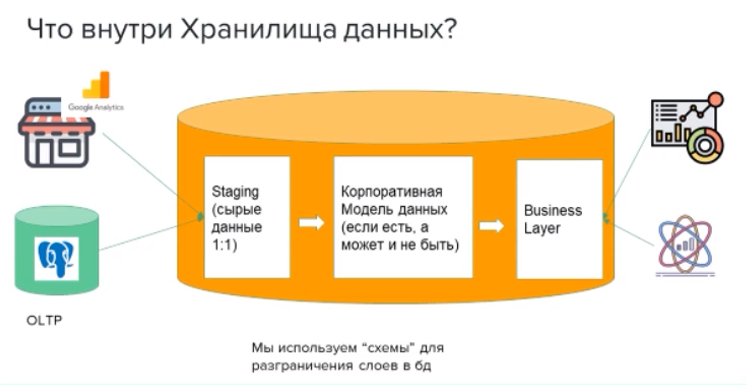 Что внутри Хранилища данных?
Google Analytics
Staging
(сырые
данные
1:1)
Корпоративная
Модель данных
(если есть, а
может и не быть)
Business
Layer
OLTP
Мы используем “схемы” для
разграничения слоев в бд